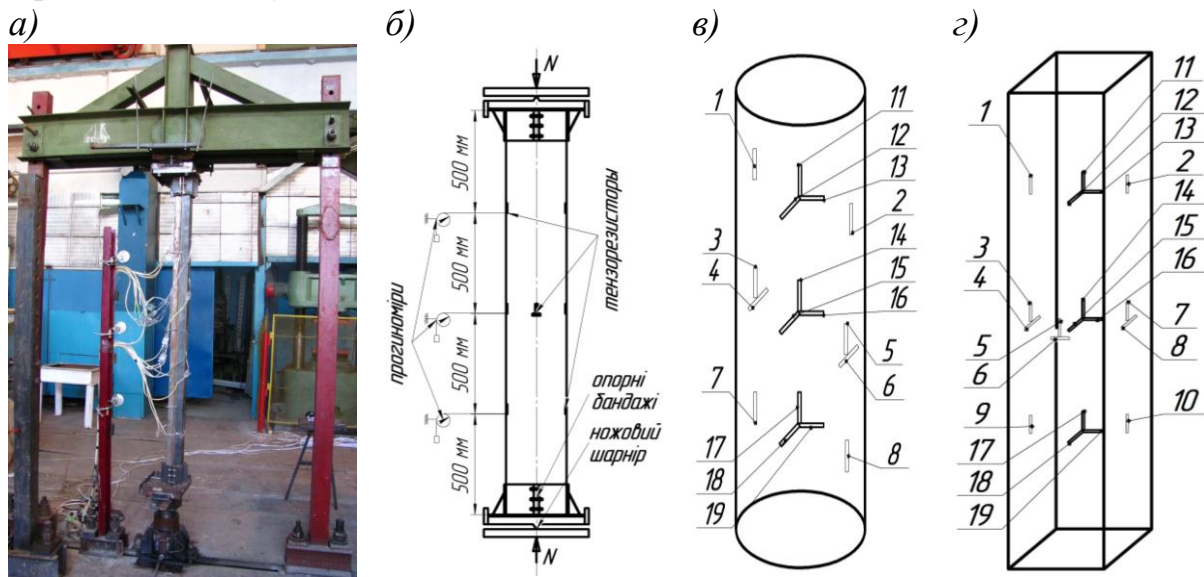 а)
б)
в)
г)
N
500 мм
500 мм
500 мм
500 мм
прогиноміри
тензорезисторы
опорні
бандажі
ножовий
шарнір
N
1
11
12
13
2
3
4
14
15
16
5
6
7
17
18
19
8
1
11
12
13
2
14
15
3
16
4
7
5
8
6
9
10
17
18
19